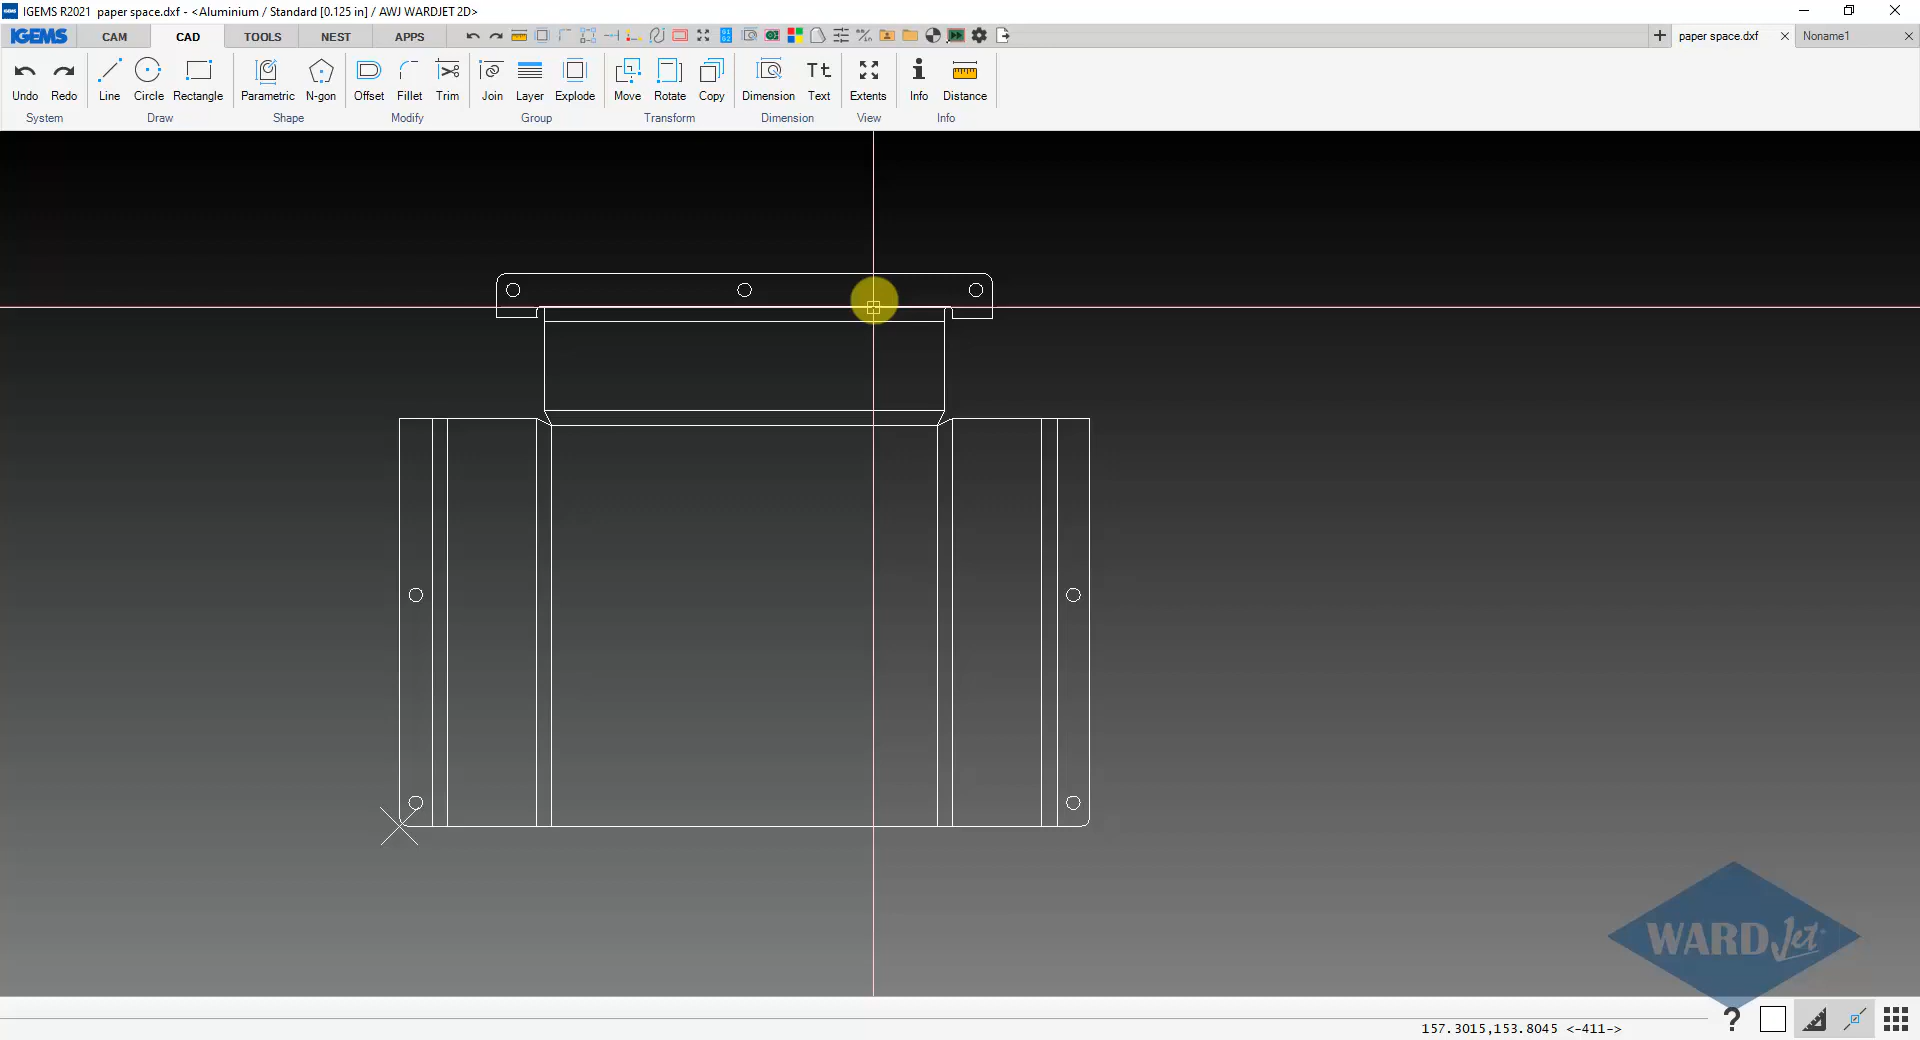 IGEMS R2021 paper space.dxf - <Aluminium / Standard [0.125 in] / AWJ WARDJET 2D>
IGEMS CAM CAD TOOLS NEST APPS
paper space.dxf Noname1
Undo Redo Line Circle Rectangle Parametric N-gon Offset Fillet Trim Join Layer Explode Move Rotate Copy Dimension Tt Text Extents Info Distance
System Draw Shape Modify Group Transform Dimension View Info
WARDJet
157.3015,153.8045 <-411->
?